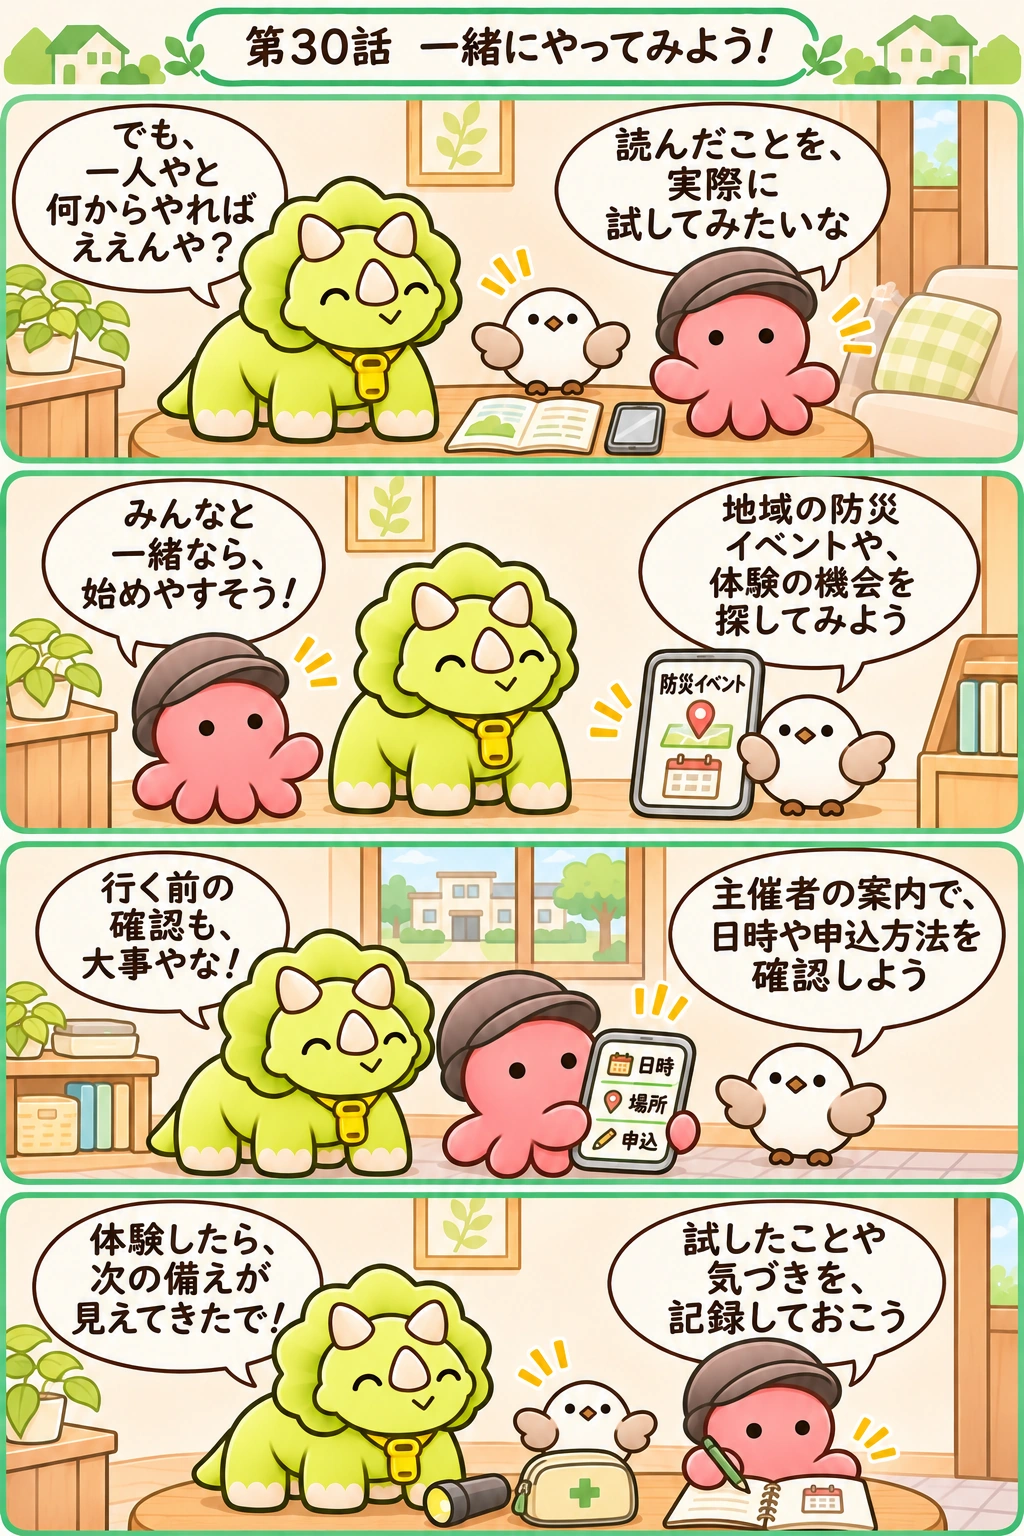 第30話 一緒にやってみよう!
でも、
一人やと
何からやれば
ええんや?
読んだことを、
実際に
試してみたいな
みんなと
一緒なら、
始めやすそう!
地域の防災
イベントや、
体験の機会を
探してみよう
防災イベント
行く前の
確認も、
大事やな!
主催者の案内で、
日時や申込方法を
確認しよう
日時
場所
申込
体験したら、
次の備えが
見えてきたで!
試したことや
気づきを、
記録しておこう